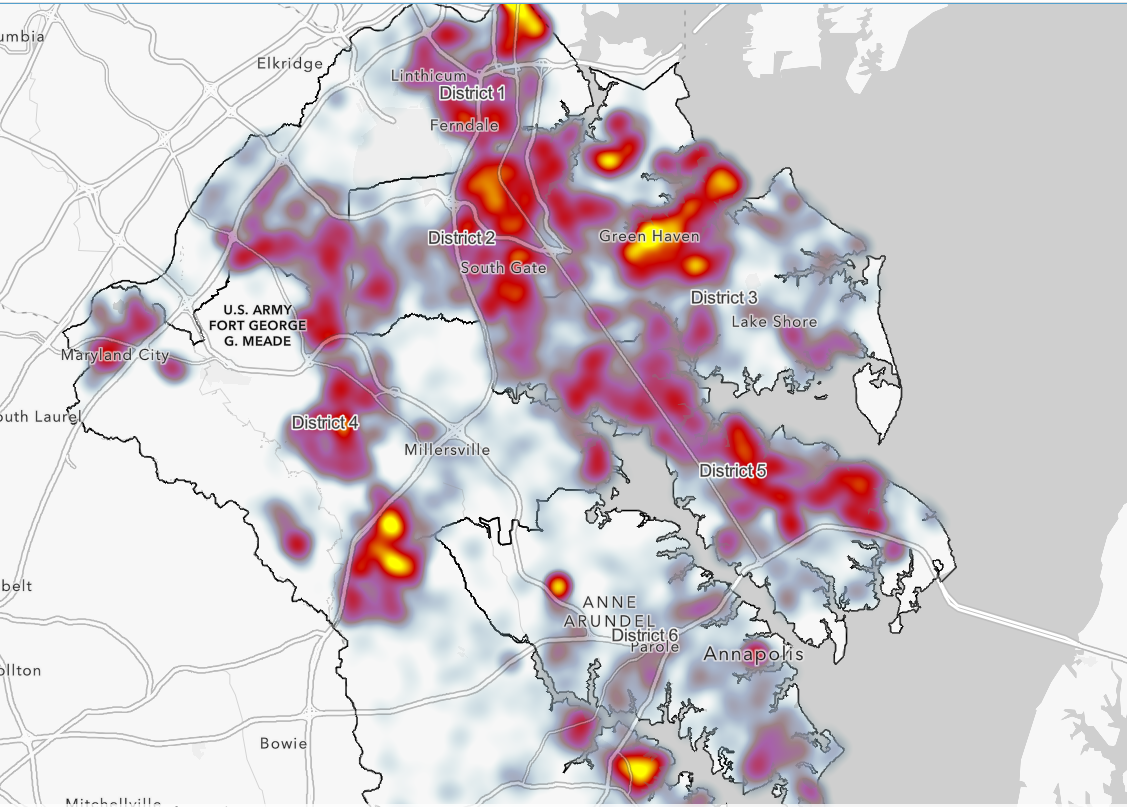 umbia
Elkridge
Linthicum
District 1
Ferndale
District 2
Green Haven
South Gate
District 3
U.S. ARMY
FORT GEORGE
G. MEADE
Lake Shore
Maryland City
outh Laurel
District 4
Millersville
District 5
belt
ANNE
ARUNDEL
District 6
Parole
Annapolis
ollton
Bowie
Mitchellville